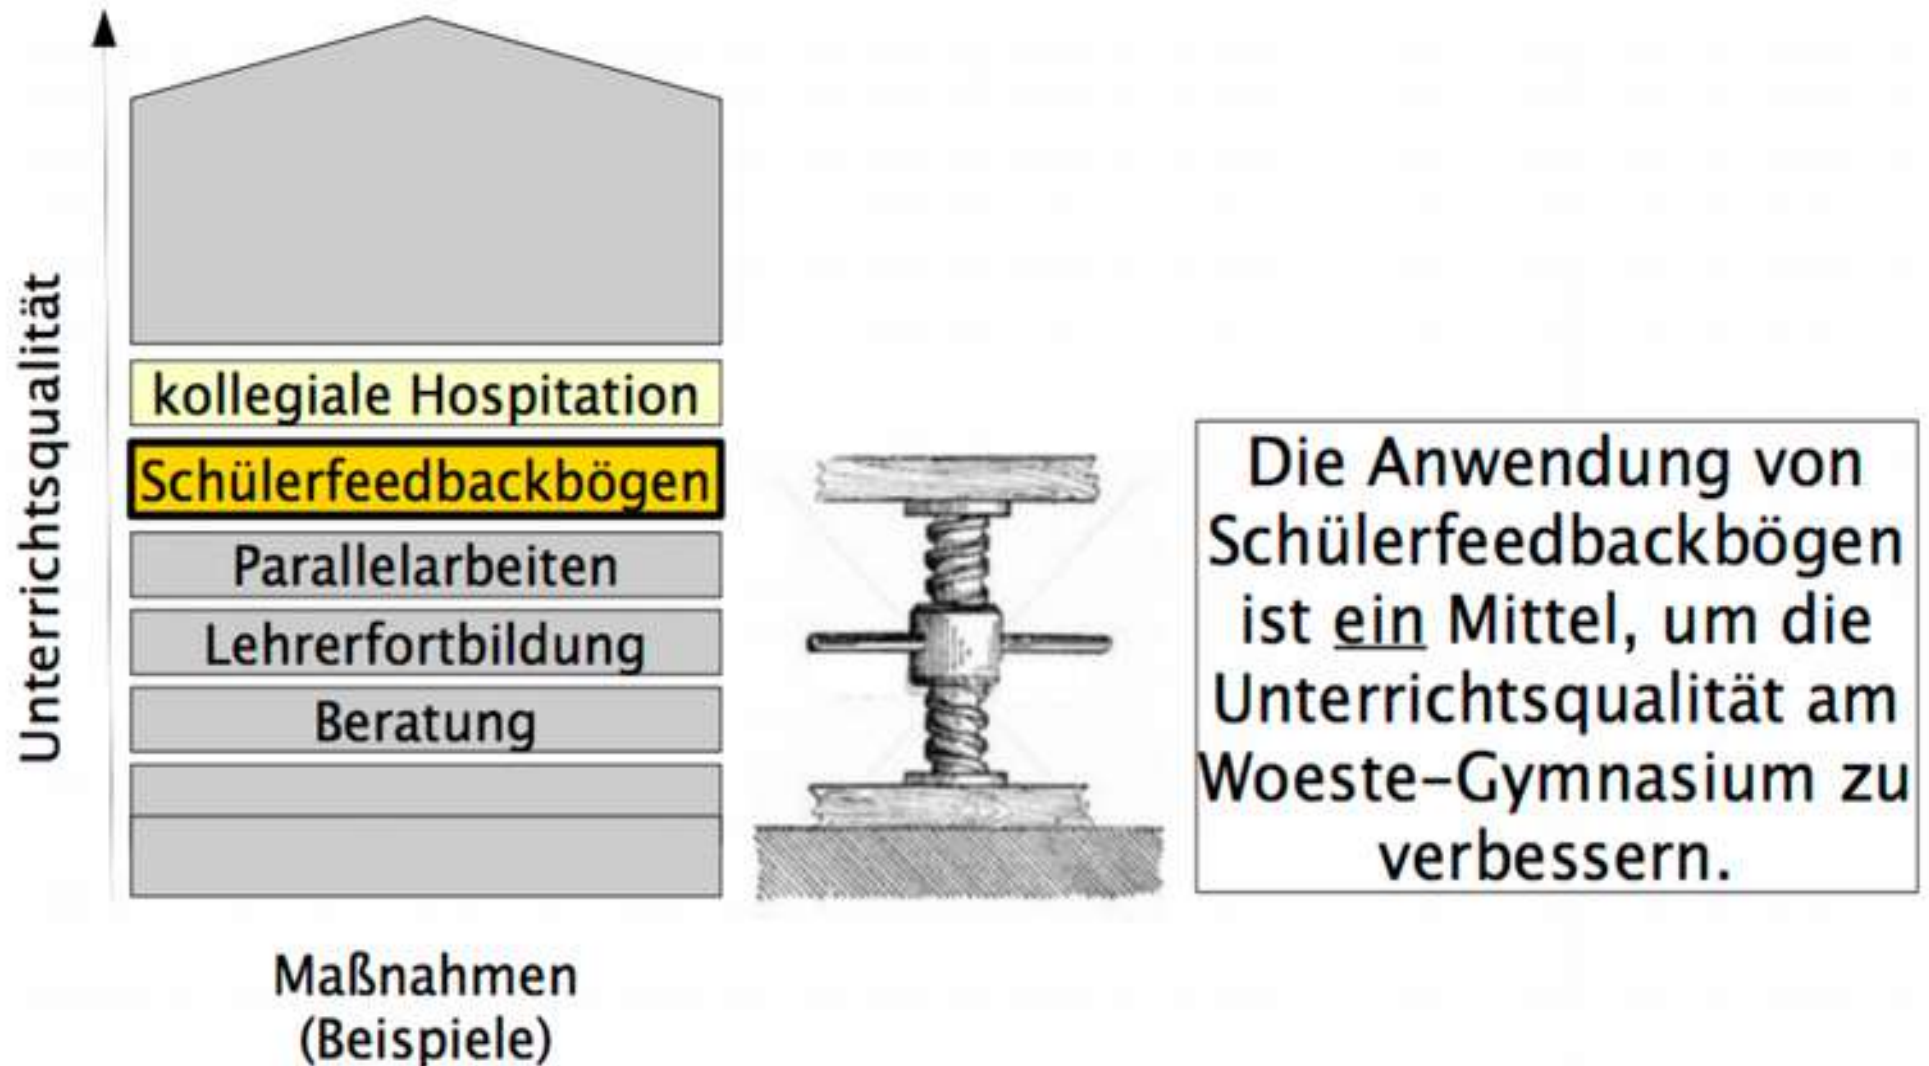 Unterrichtsqualität
kollegiale Hospitation
Schülerfeedbackbögen
Parallelarbeiten
Lehrerfortbildung
Beratung
Maßnahmen
(Beispiele)
Die Anwendung von
Schülerfeedbackbögen
ist ein Mittel, um die
Unterrichtsqualität am
Woeste-Gymnasium zu
verbessern.